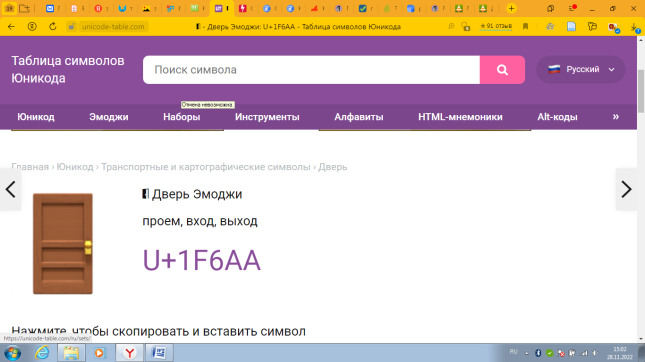 unicode-table.com
Дверь Эмоджи: U+1F6AA - Таблица символов Юникода
91 отзыв
Таблица символов
Юникода
Поиск символа
Русский
Отмена невозможна
Юникод
Эмоджи
Наборы
Инструменты
Алфавиты
HTML-мнемоники
Alt-коды
»
Главная › Юникод › Транспортные и картографические символы › Дверь
Дверь Эмоджи
проем, вход, выход
U+1F6AA
Нажмите, чтобы скопировать и вставить символ
https://unicode-table.com/ru/sets/
RU
15:02
28.11.2022